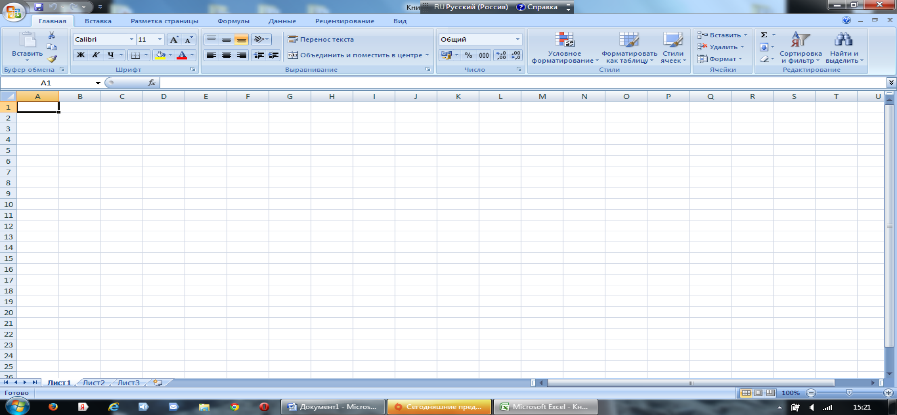 Кни
RU Русский (Россия) ? Справка
Главная Вставка Разметка страницы Формулы Данные Рецензирование Вид
Вставить
Calibri 11
Ж К Ч
А А
Перенос текста
Объединить и поместить в центре
Общий
% 000
Условное форматирование
Форматировать как таблицу
Стили ячеек
Вставить
Удалить
Формат
Σ
Сортировка и фильтр
Найти и выделить
Буфер обмена Шрифт Выравнивание Число Стили Ячейки Редактирование
A1 fx
A B C D E F G H I J K L M N O P Q R S T U
1
2
3
4
5
6
7
8
9
10
11
12
13
14
15
16
17
18
19
20
21
22
23
24
25
26
Лист1 Лист2 Лист3
Готово 100%
Документ1 - Micros... Сегодняшние пред... Microsoft Excel - Кн... 15:21